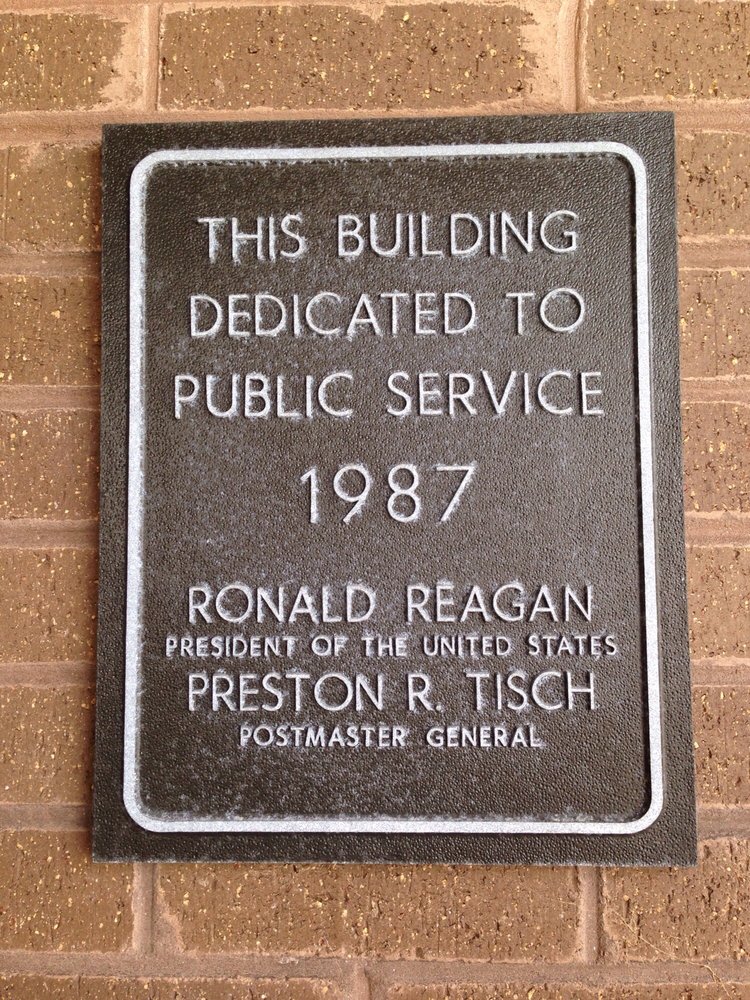 THIS BUILDING
DEDICATED TO
PUBLIC SERVICE
1987
RONALD REAGAN
PRESIDENT OF THE UNITED STATES
PRESTON R. TISCH
POSTMASTER GENERAL